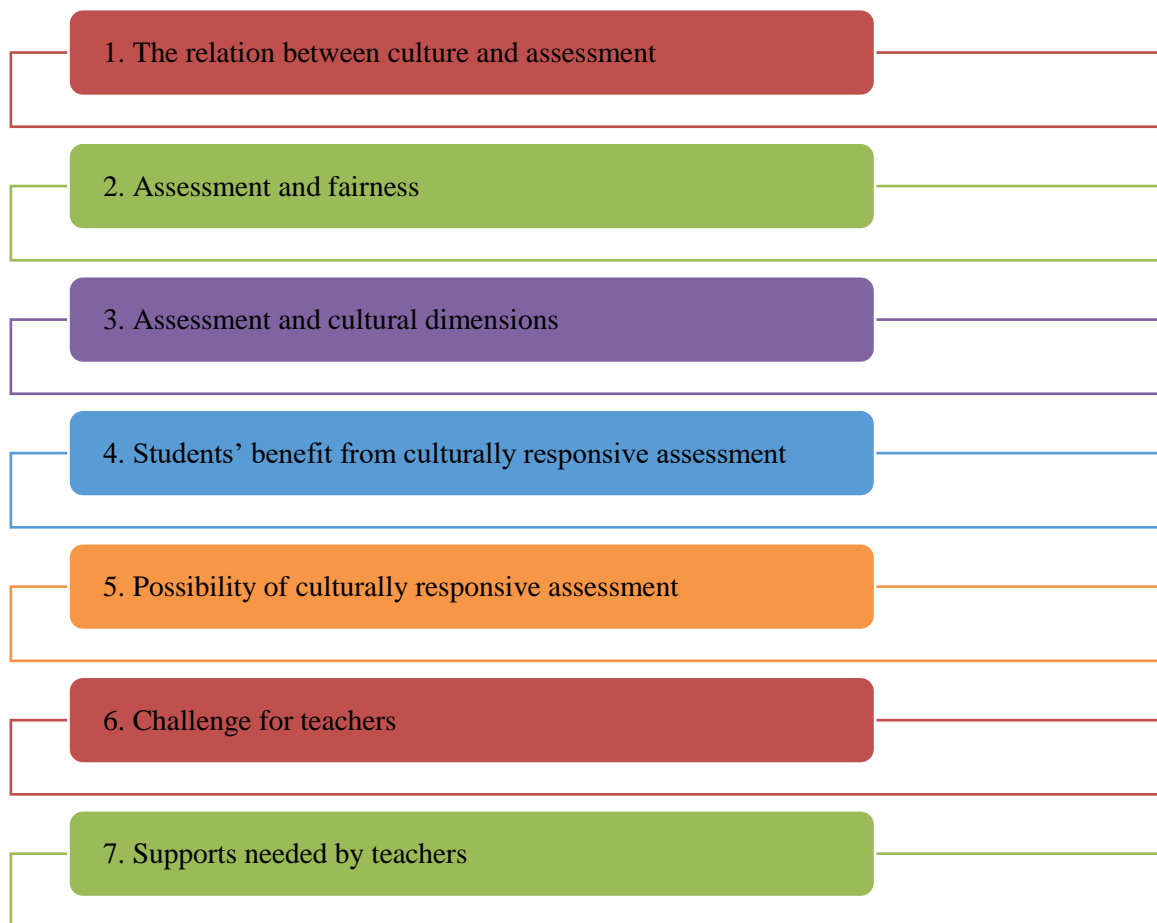 1. The relation between culture and assessment
2. Assessment and fairness
3. Assessment and cultural dimensions
4. Students’ benefit from culturally responsive assessment
5. Possibility of culturally responsive assessment
6. Challenge for teachers
7. Supports needed by teachers